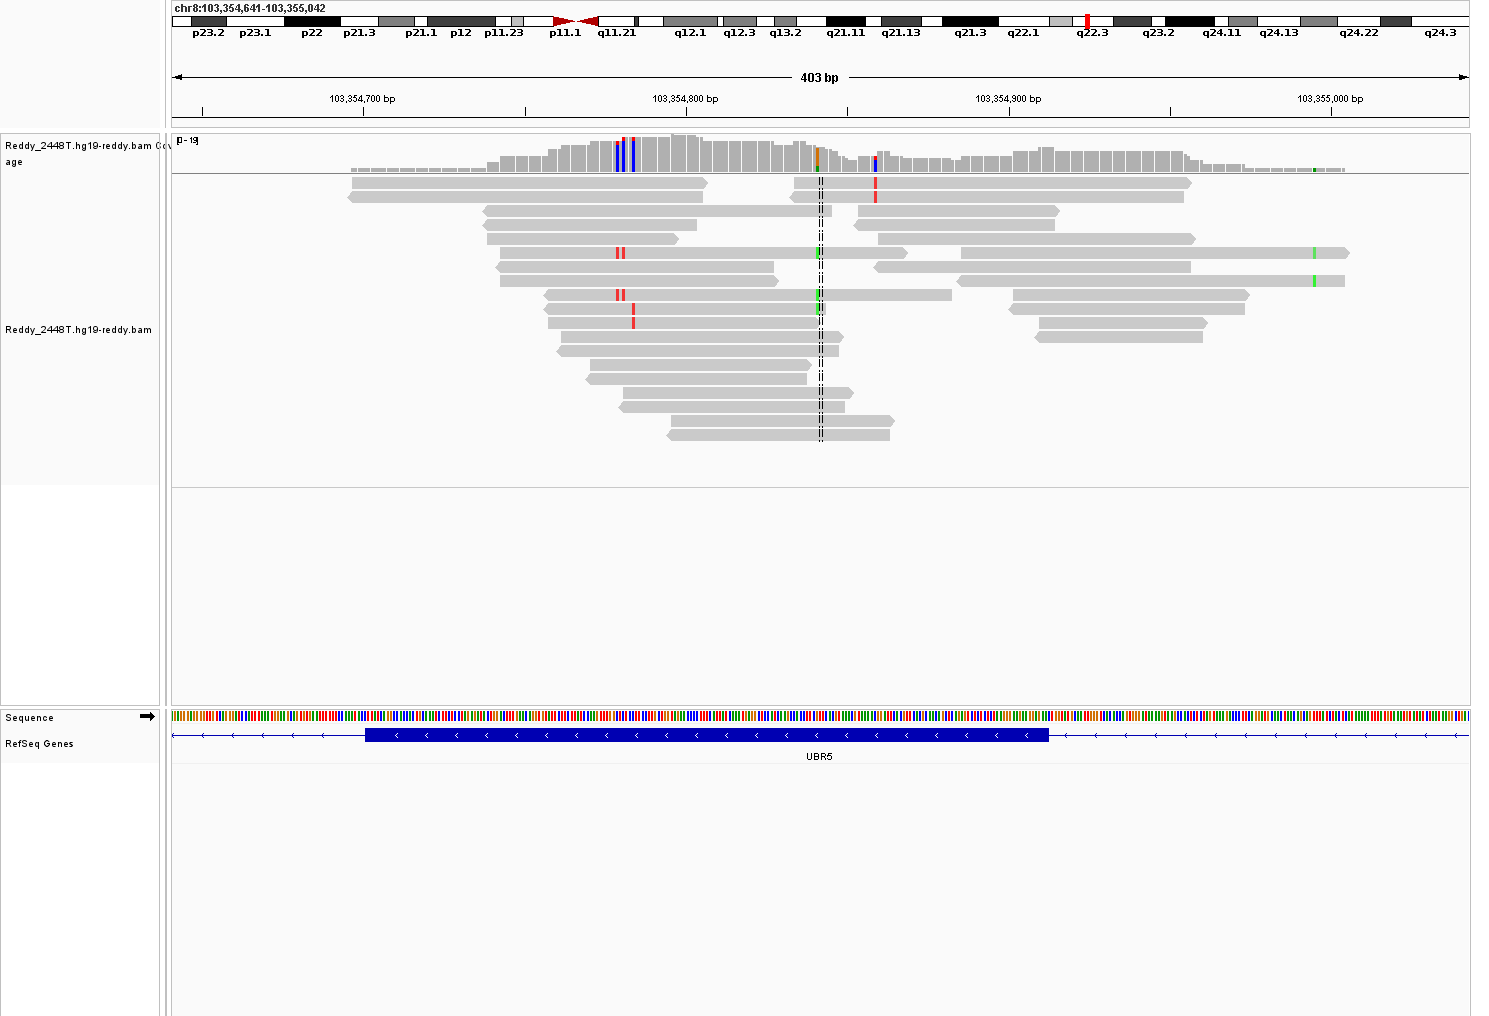 chr8:103,354,641-103,355,042
p23.2 p23.1 p22 p21.3 p21.1 p12 p11.23 p11.1 q11.21 q12.1 q12.3 q13.2 q21.11 q21.13 q21.3 q22.1 q22.3 q23.2 q24.11 q24.13 q24.22 q24.3
403 bp
103,354,700 bp 103,354,800 bp 103,354,900 bp 103,355,000 bp
[0 - 19]
Reddy_2448T.hg19-reddy.bam Cov
age
Reddy_2448T.hg19-reddy.bam
Sequence
RefSeq Genes
UBR5